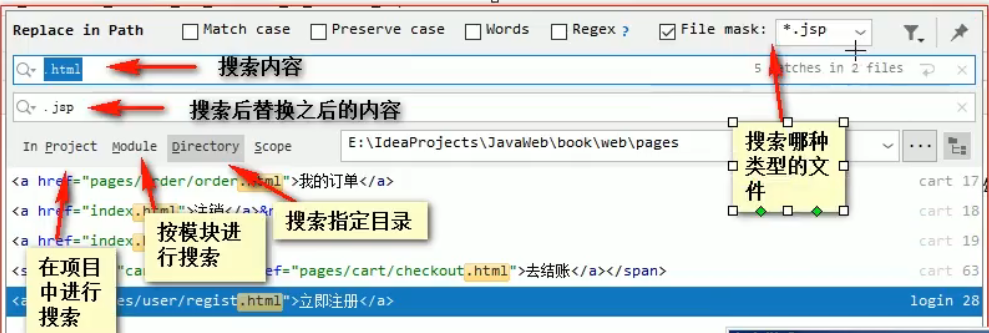 Replace in Path Match case Preserve case Words Regex ? File mask: *.jsp
.html 搜索内容 5 matches in 2 files
.jsp 搜索后替换之后的内容
搜索哪种
类型的文
件
In Project Module Directory Scope E:\IdeaProjects\JavaWeb\book\web\pages ...
<a href="pages/order/order.html">我的订单</a> cart 17
<a href="index.html">注销</a>&n cart 18
<a href="index. cart 19
搜索指定目录
按模块进
行搜索
在项目
中进行
搜索
"car ef="pages/cart/checkout.html">去结账</a></span> cart 63
es/user/regist.html">立即注册</a> login 28